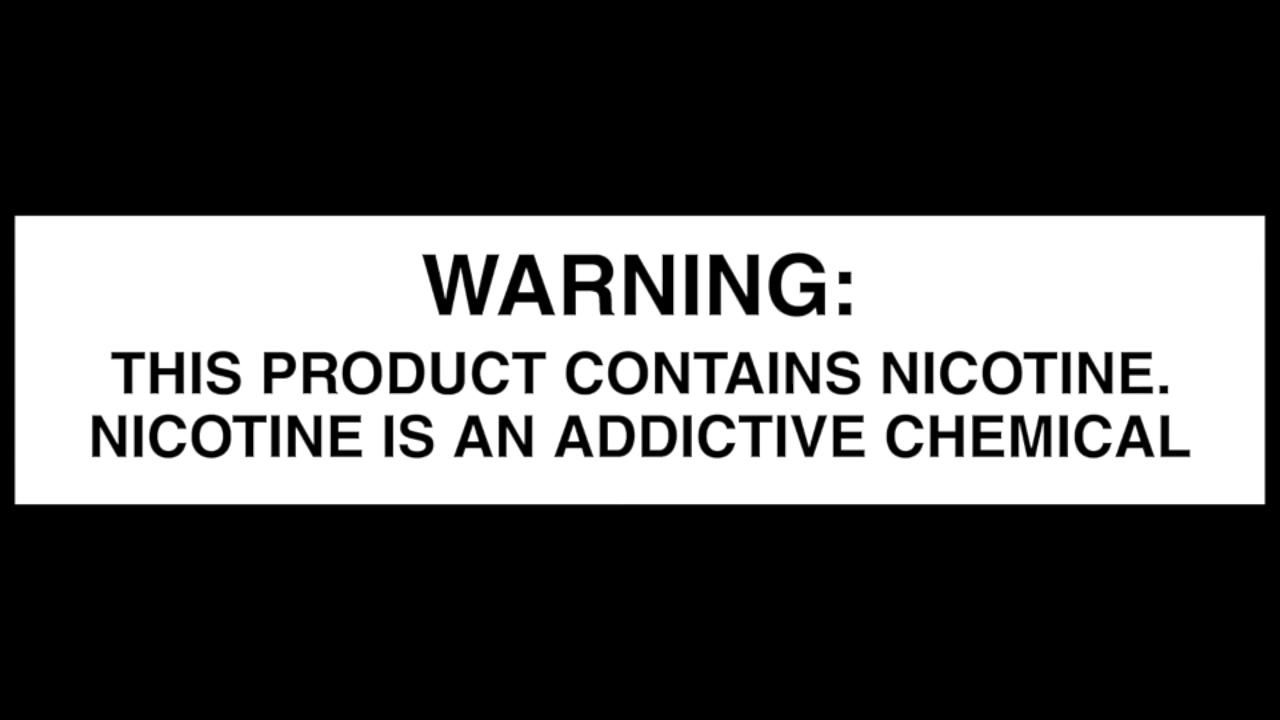 WARNING:
THIS PRODUCT CONTAINS NICOTINE.
NICOTINE IS AN ADDICTIVE CHEMICAL